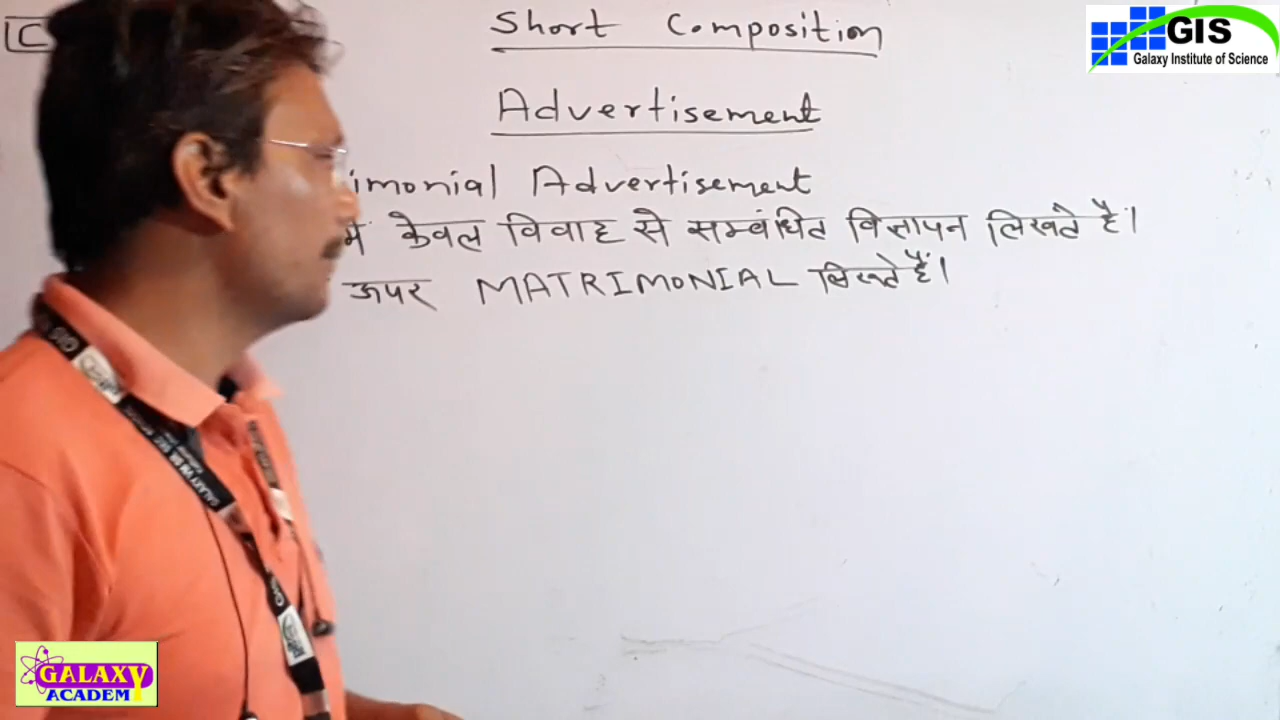 C
Short Composition
GIS
Galaxy Institute of Science
Advertisement
imonial Advertisement
में केवल विवाह से सम्बंधित विज्ञापन लिखते है।
ऊपर MATRIMONIAL लिखते हैं।
GALAXY
ACADEM